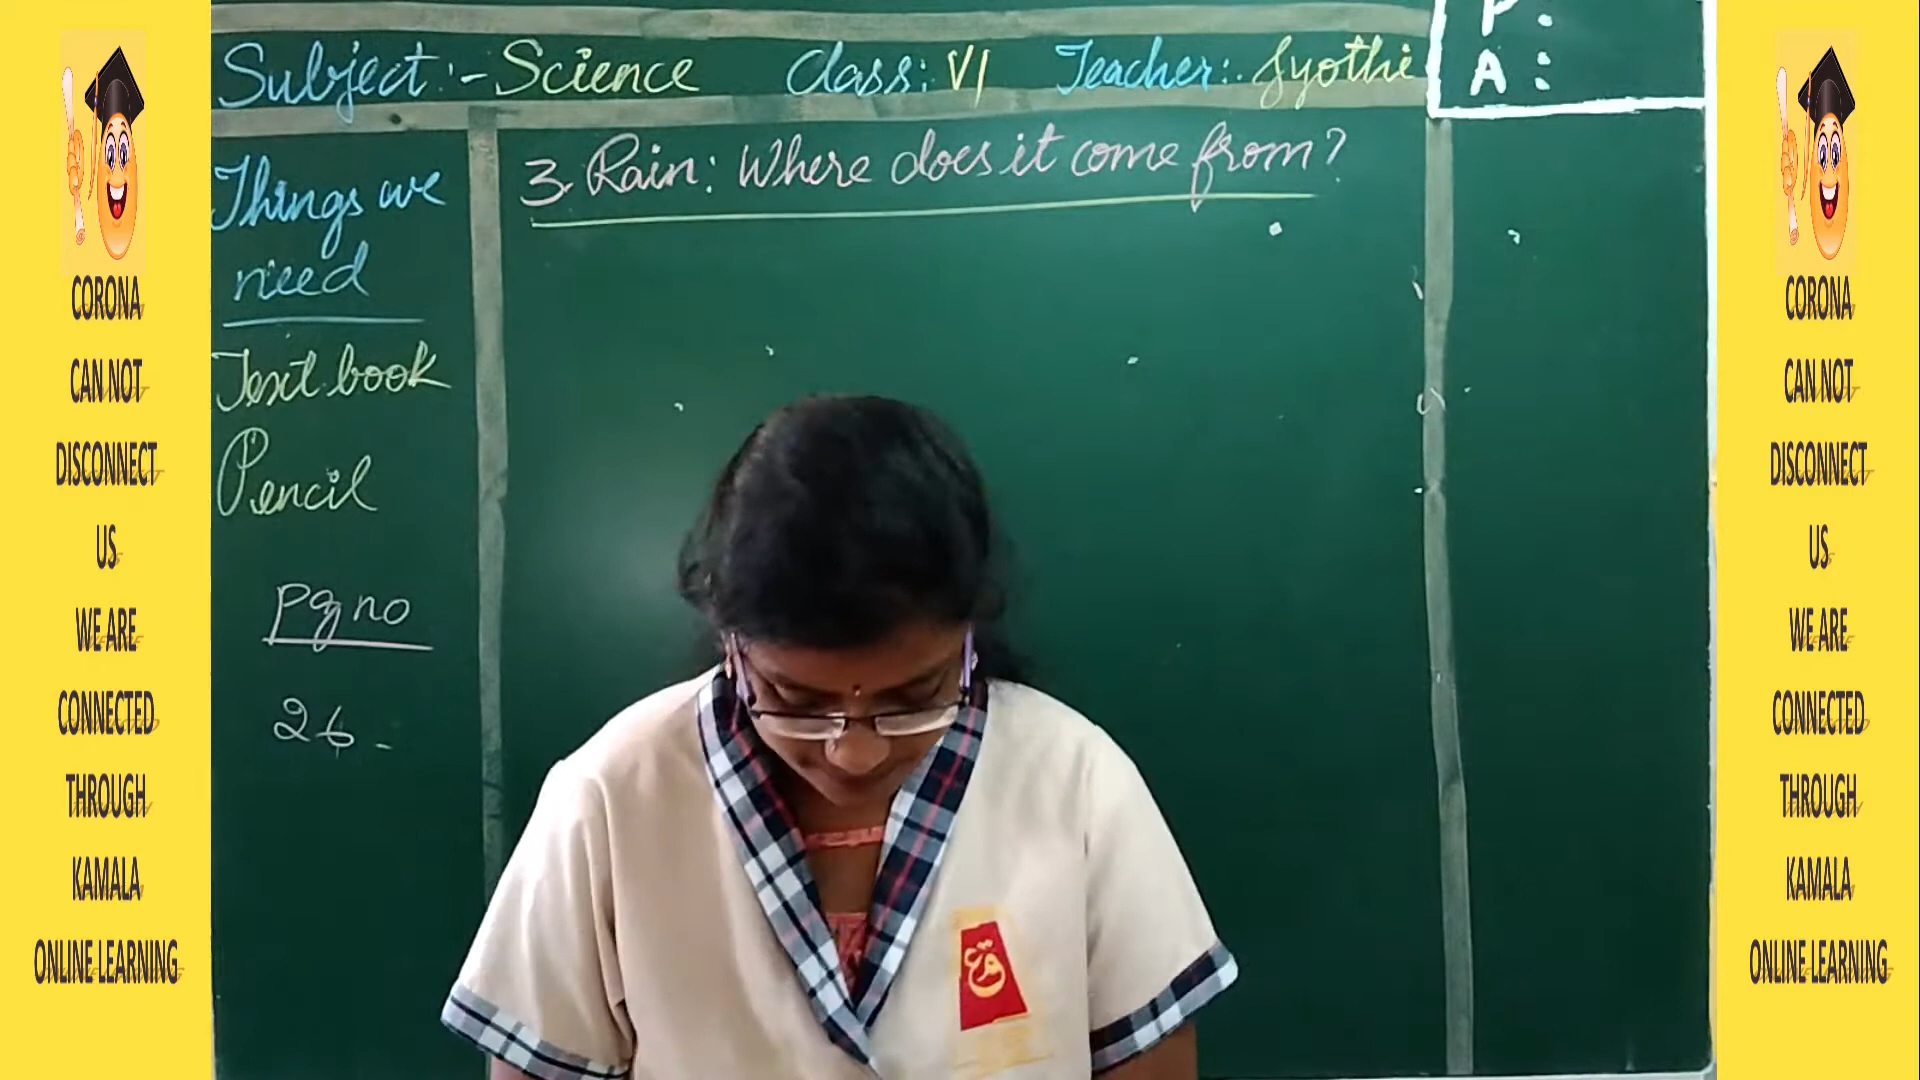 CORONA
CAN NOT
DISCONNECT
US
WE ARE
CONNECTED
THROUGH
KAMALA
ONLINE LEARNING
Subject:- Science Class: VI Teacher:. Jyothi
P:
A:
Things we
need
Text book
Pencil
Pg no
26-
3. Rain: Where does it come from?
CORONA
CAN NOT
DISCONNECT
US
WE ARE
CONNECTED
THROUGH
KAMALA
ONLINE LEARNING